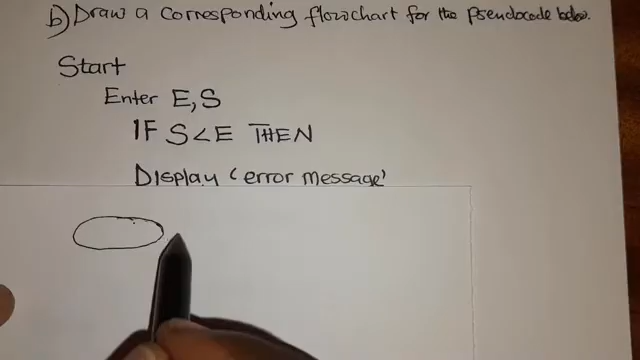 b) Draw a corresponding flowchart for the pseudocode below.
Start
Enter E,S
IF S<E THEN
Display 'error message'